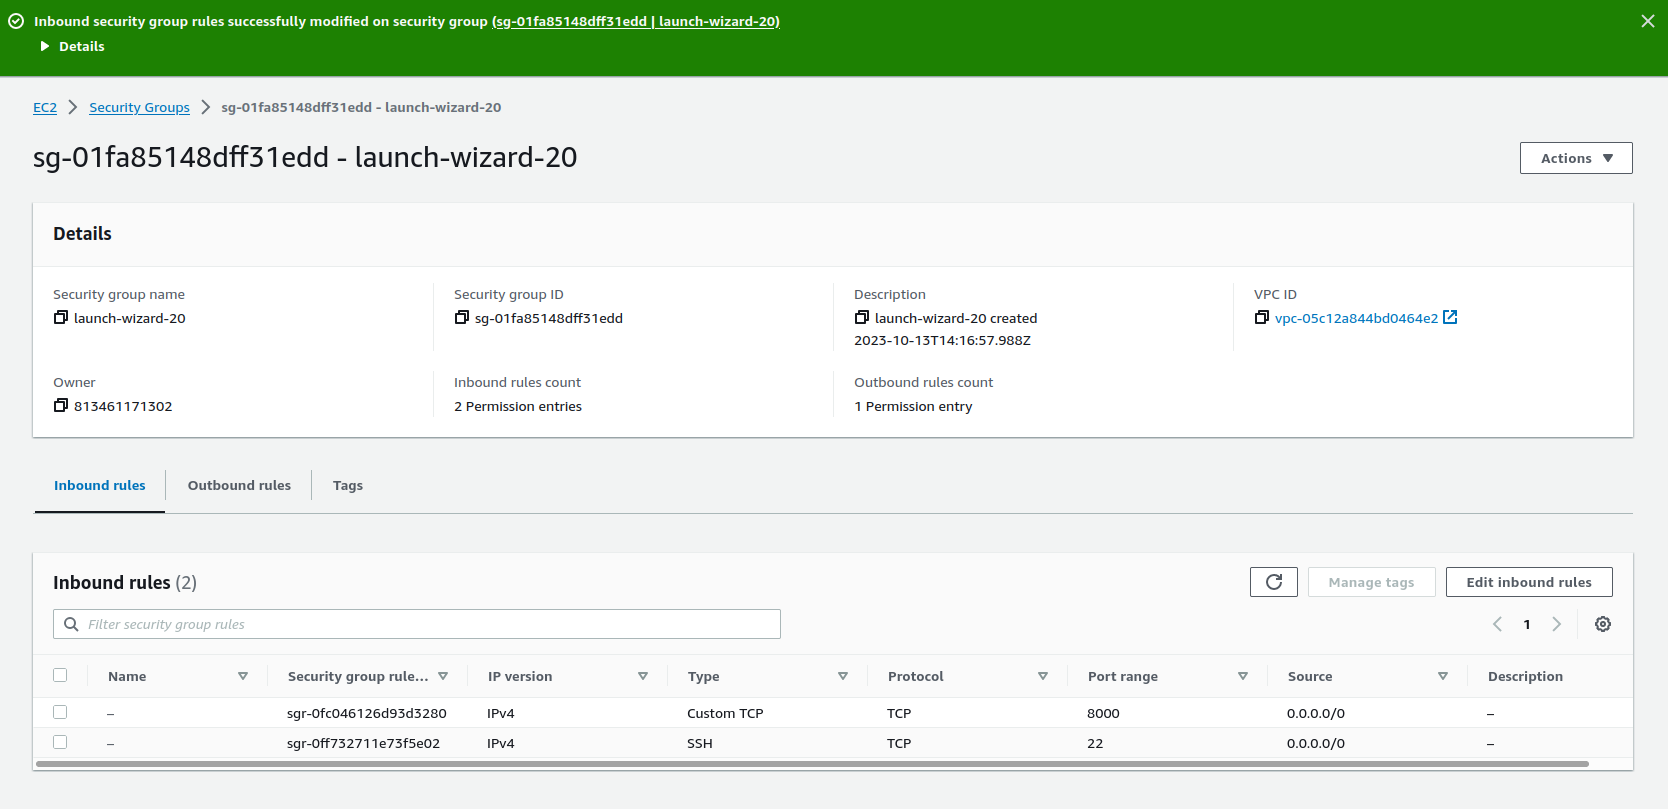 Inbound security group rules successfully modified on security group (sg-01fa85148dff31edd | launch-wizard-20)
Details
EC2 Security Groups sg-01fa85148dff31edd - launch-wizard-20
sg-01fa85148dff31edd - launch-wizard-20
Actions
Details
Security group name Security group ID Description VPC ID
launch-wizard-20 sg-01fa85148dff31edd launch-wizard-20 created vpc-05c12a844bd0464e2
2023-10-13T14:16:57.988Z
Owner Inbound rules count Outbound rules count
813461171302 2 Permission entries 1 Permission entry
Inbound rules Outbound rules Tags
Inbound rules (2) Manage tags Edit inbound rules
Filter security group rules 1
Name Security group rule... IP version Type Protocol Port range Source Description
– sgr-0fc046126d93d3280 IPv4 Custom TCP TCP 8000 0.0.0.0/0 –
– sgr-0ff732711e73f5e02 IPv4 SSH TCP 22 0.0.0.0/0 –